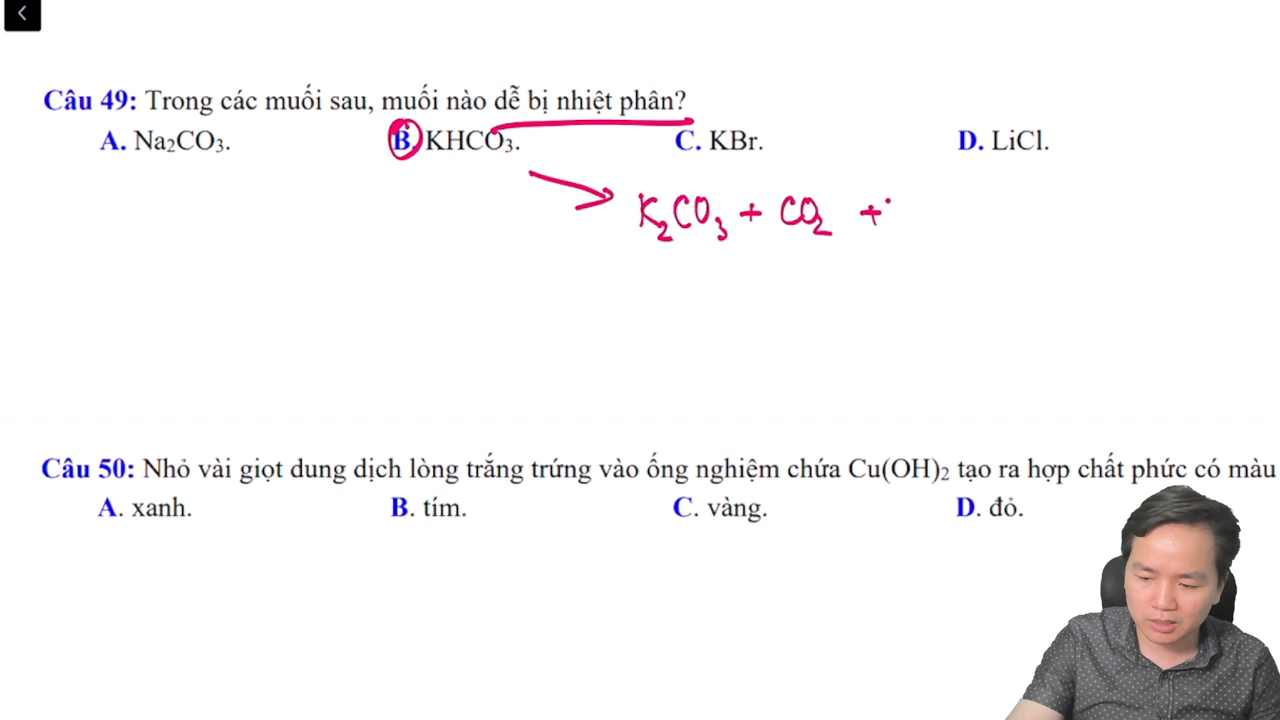 Câu 49: Trong các muối sau, muối nào dễ bị nhiệt phân?
A. Na₂CO₃. B. KHCO₃. C. KBr. D. LiCl.
K₂CO₃ + CO₂ +
Câu 50: Nhỏ vài giọt dung dịch lòng trắng trứng vào ống nghiệm chứa Cu(OH)₂ tạo ra hợp chất phức có màu
A. xanh. B. tím. C. vàng. D. đỏ.